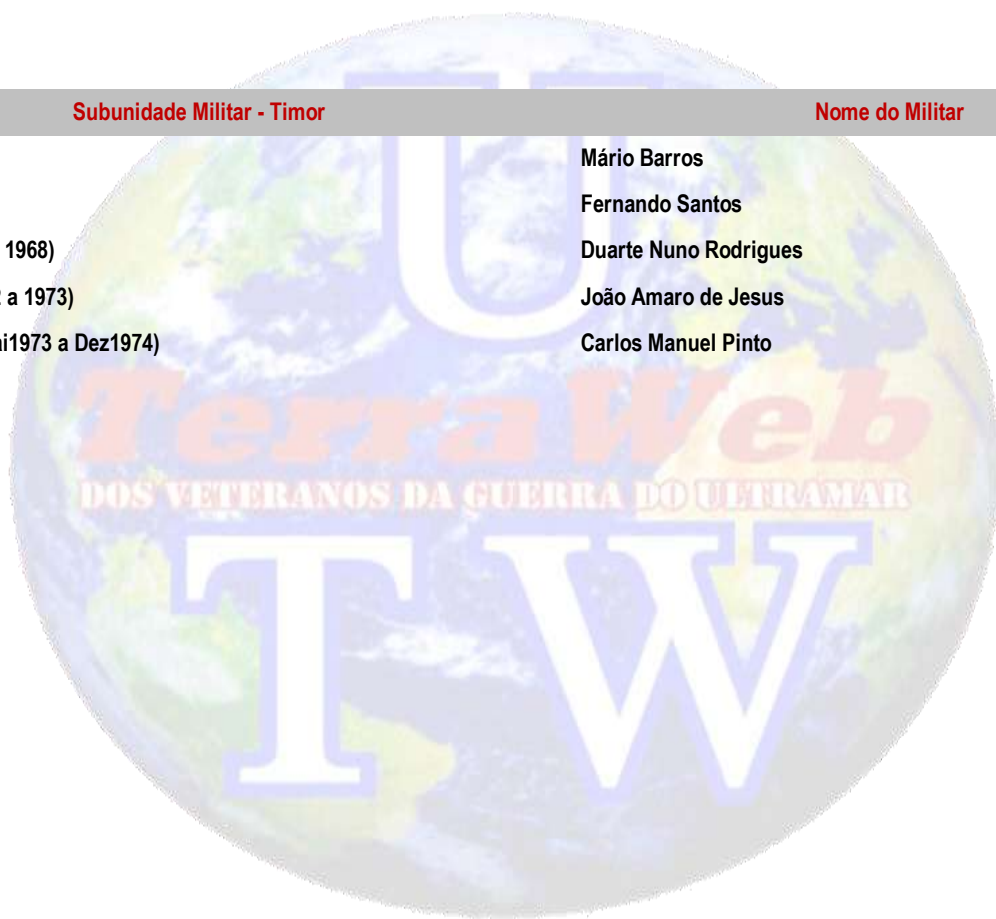 Subunidade Militar - Timor Nome do Militar
Mário Barros
Fernando Santos
1968) Duarte Nuno Rodrigues
a 1973) João Amaro de Jesus
i1973 a Dez1974) Carlos Manuel Pinto
U
TerraWeb
DOS VETERANOS DA GUERRA DO ULTRAMAR
TW